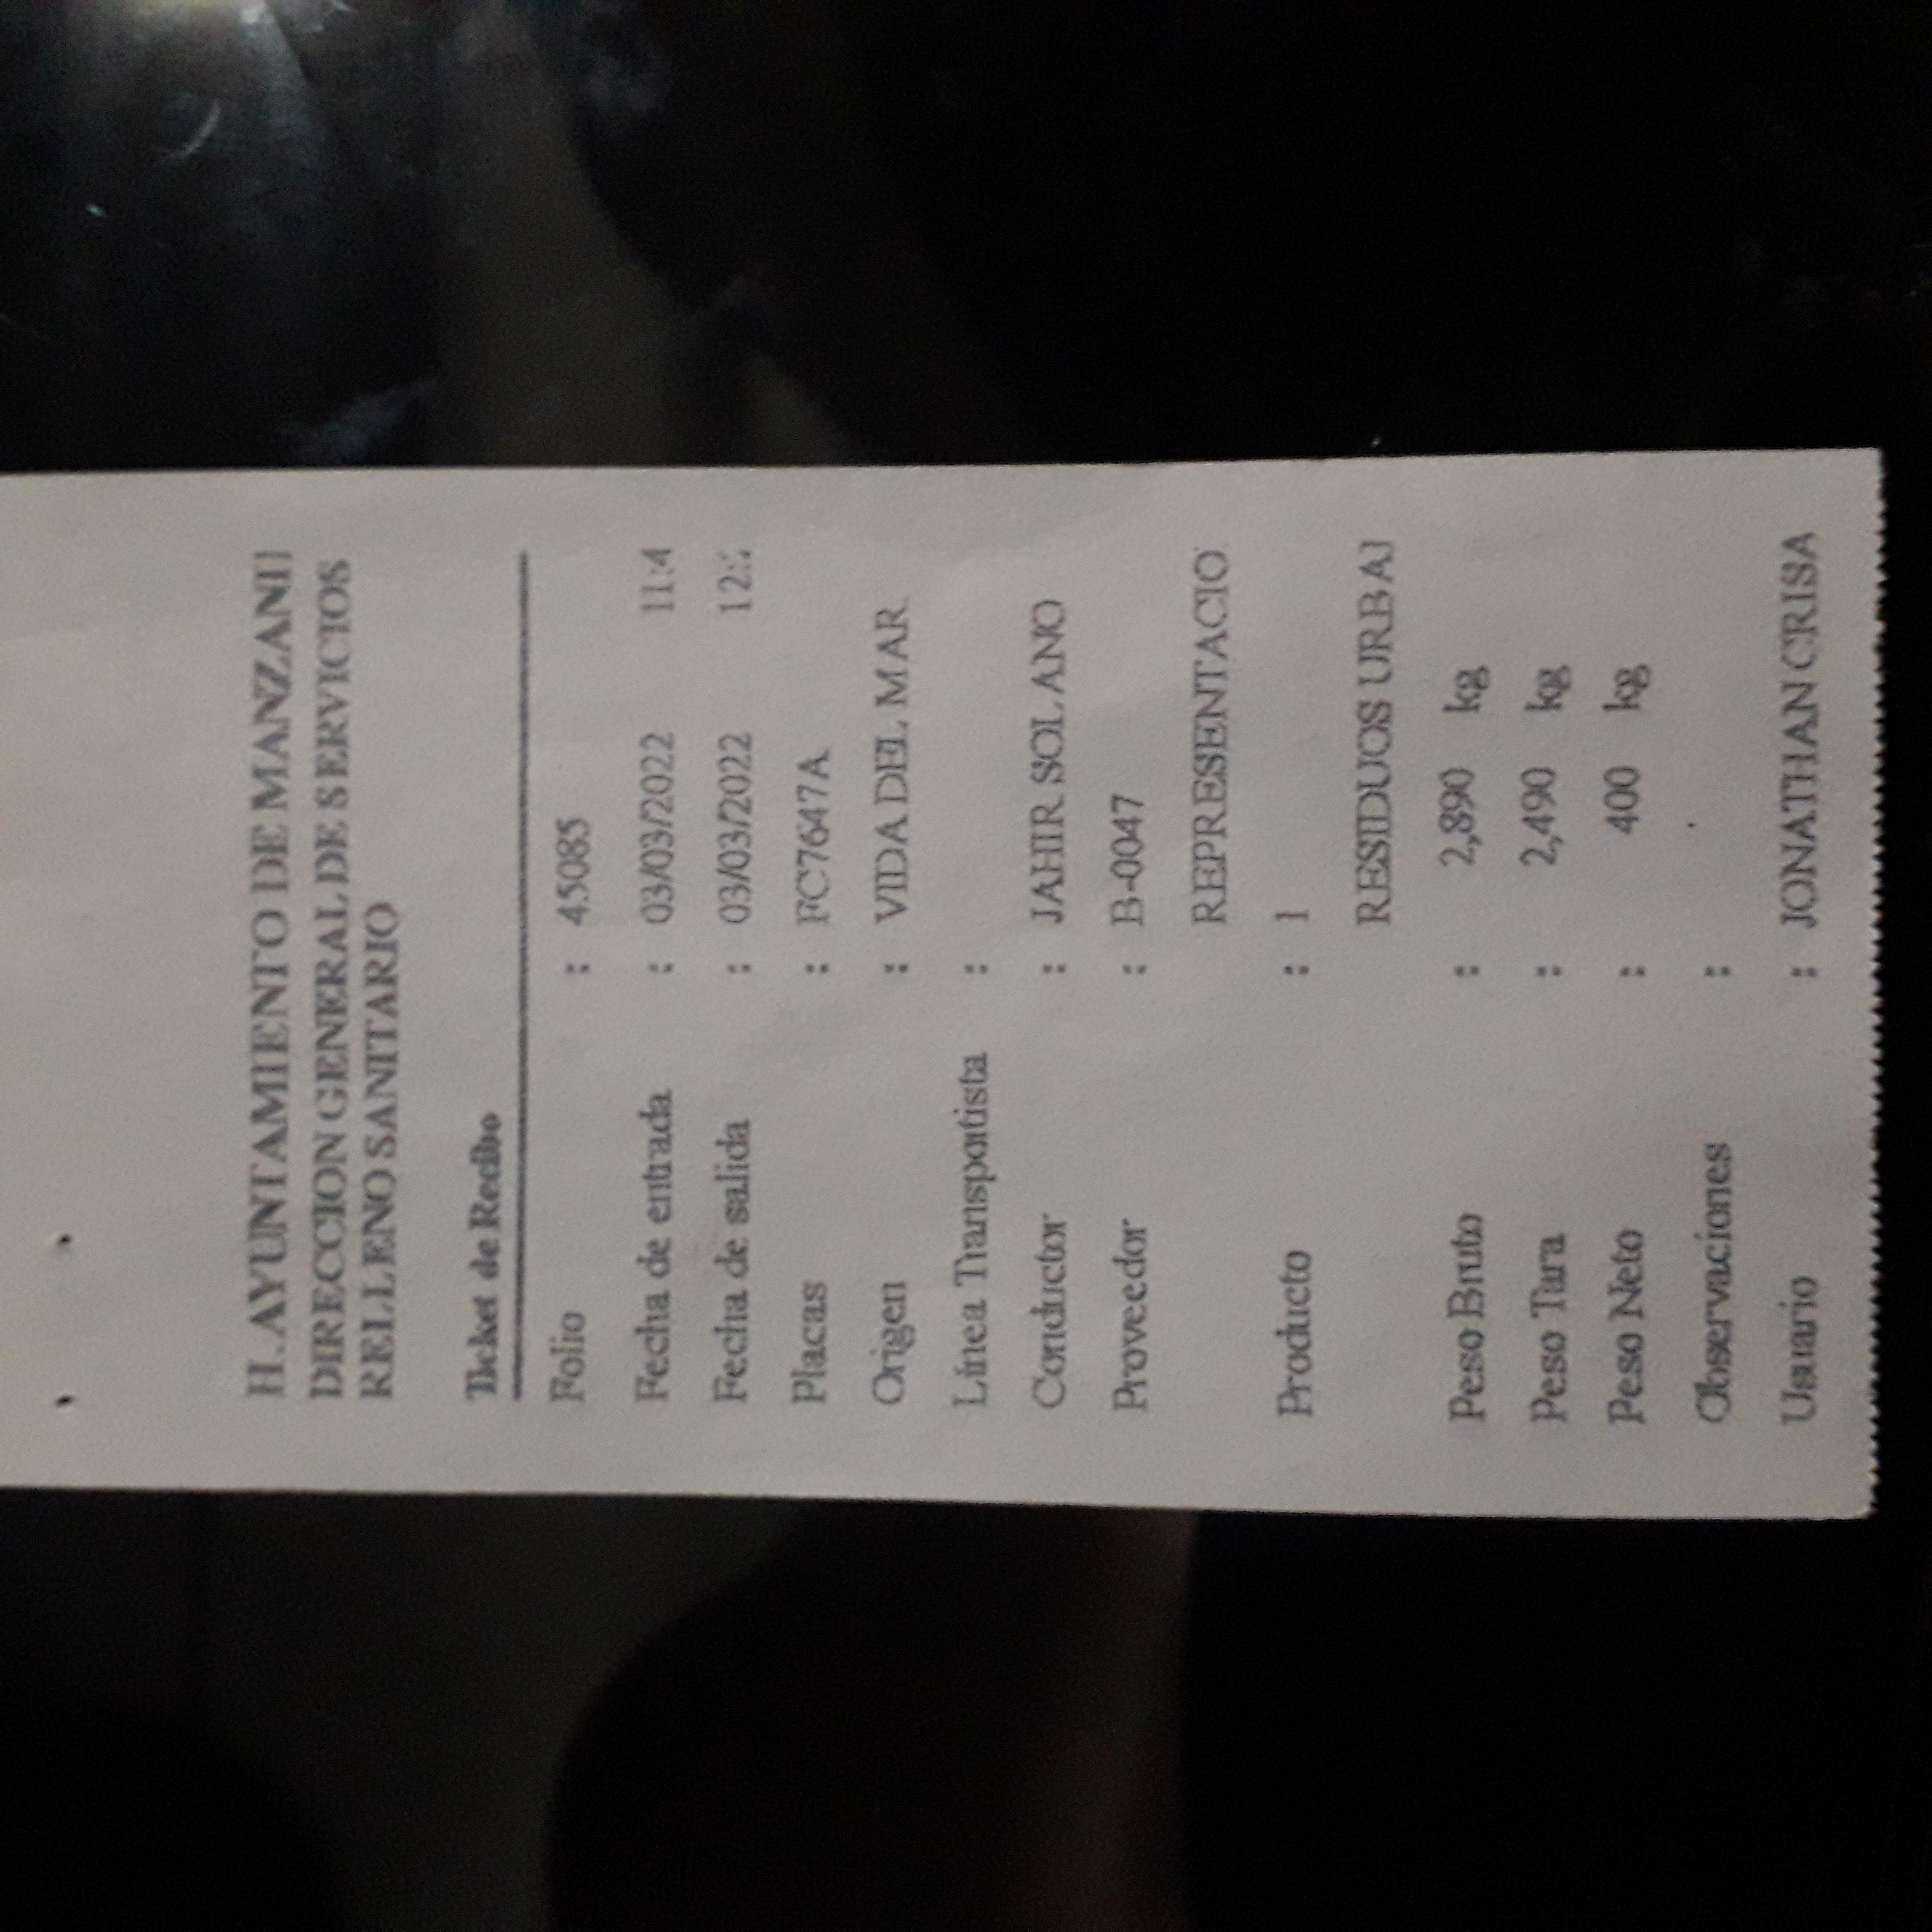 H. AYUNTAMIENTO DE MANZANI
DIRECCION GENERAL DE SERVICIOS
RELLENO SANITARIO
Ticket de Recibo
Folio : 45085
Fecha de entrada : 03/03/2022 11:4
Fecha de salida : 03/03/2022 12:
Placas : FC7647A
Origen : VIDA DEL MAR
Línea Transportista :
Conductor : JAHIR SOLANO
Proveedor : B-0047
REPRESENTACIO
Producto : 1
RESIDUOS URBA
Peso Bruto : 2,890 kg
Peso Tara : 2,490 kg
Peso Neto : 400 kg
Observaciones :
Usuario : JONATHAN CRISA